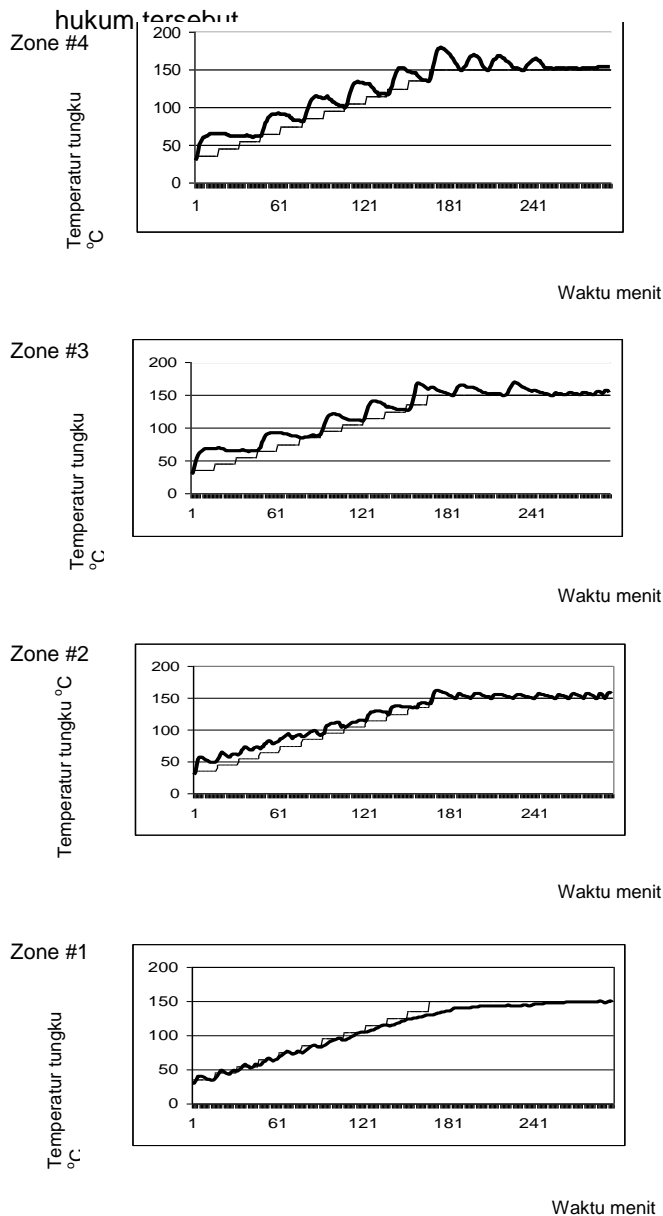 hukum tersebut
Zone #4
Temperatur tungku
°C
200
150
100
50
0
1 61 121 181 241
Waktu menit
Zone #3
Temperatur tungku
°C
200
150
100
50
0
1 61 121 181 241
Waktu menit
Zone #2
Temperatur tungku °C
200
150
100
50
0
1 61 121 181 241
Waktu menit
Zone #1
Temperatur tungku
°C
200
150
100
50
0
1 61 121 181 241
Waktu menit